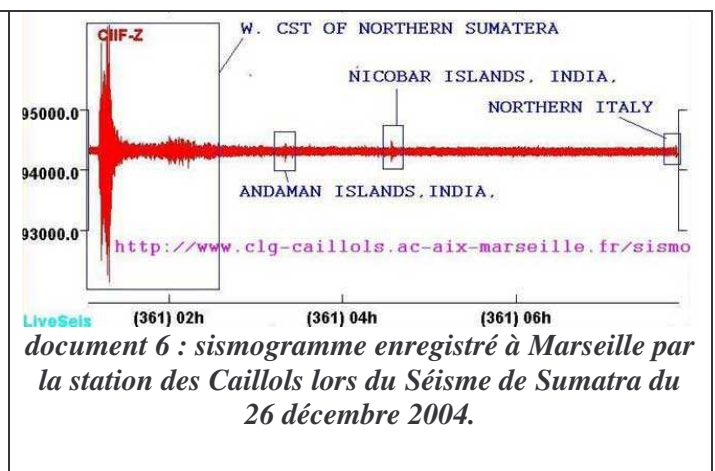 CIIF-Z
W. CST OF NORTHERN SUMATERA
NICOBAR ISLANDS, INDIA,
NORTHERN ITALY
95000.0
94000.0
93000.0
ANDAMAN ISLANDS,INDIA,
http://www.clg-caillols.ac-aix-marseille.fr/sismo
LiveSeis
(361) 02h
(361) 04h
(361) 06h
document 6 : sismogramme enregistré à Marseille par
la station des Caillols lors du Séisme de Sumatra du
26 décembre 2004.